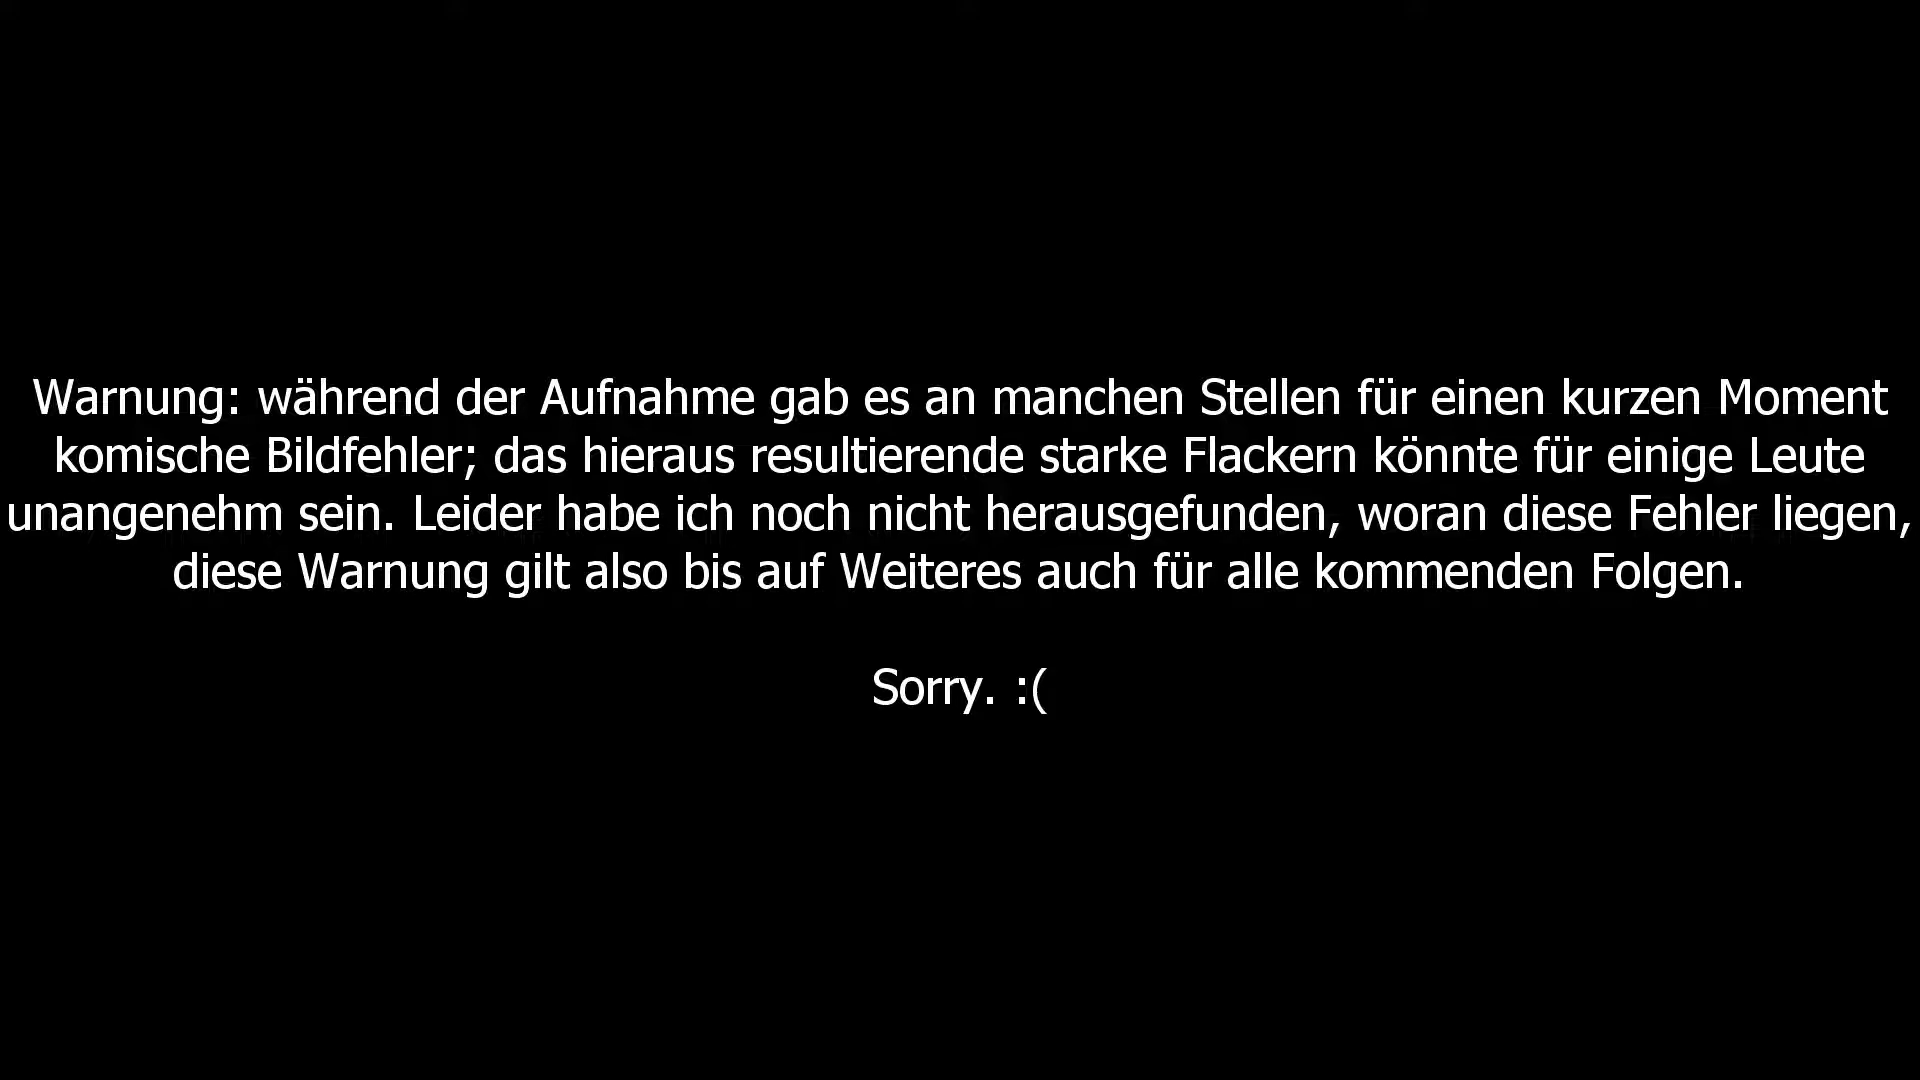 Warnung: während der Aufnahme gab es an manchen Stellen für einen kurzen Moment
komische Bildfehler; das hieraus resultierende starke Flackern könnte für einige Leute
unangenehm sein. Leider habe ich noch nicht herausgefunden, woran diese Fehler liegen,
diese Warnung gilt also bis auf Weiteres auch für alle kommenden Folgen.
Sorry. :(